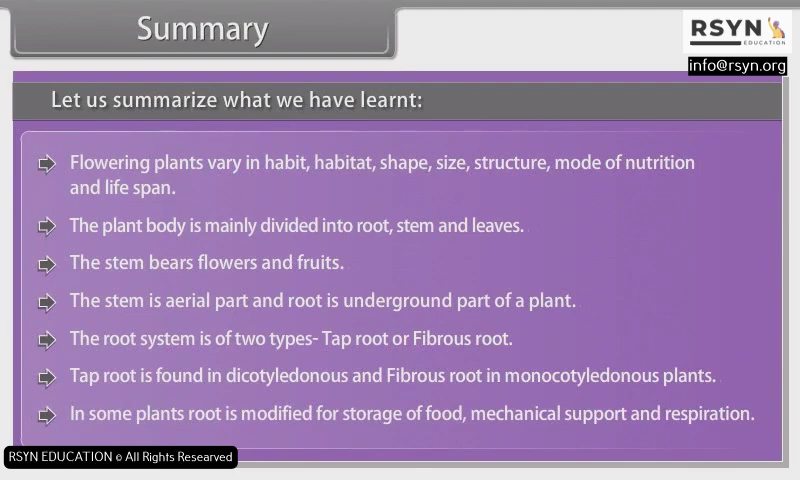 Summary
RSYN
EDUCATION
info@rsyn.org
Let us summarize what we have learnt:
Flowering plants vary in habit, habitat, shape, size, structure, mode of nutrition
and life span.
The plant body is mainly divided into root, stem and leaves.
The stem bears flowers and fruits.
The stem is aerial part and root is underground part of a plant.
The root system is of two types- Tap root or Fibrous root.
Tap root is found in dicotyledonous and Fibrous root in monocotyledonous plants.
In some plants root is modified for storage of food, mechanical support and respiration.
RSYN EDUCATION © All Rights Researved